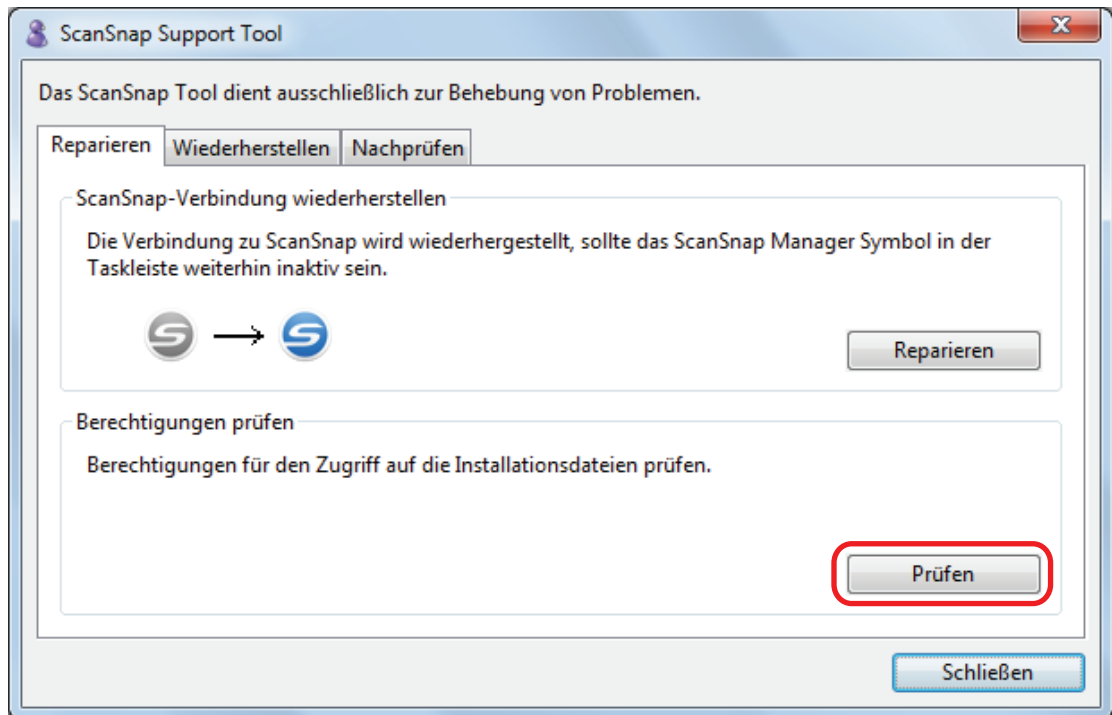 ScanSnap Support Tool
Das ScanSnap Tool dient ausschließlich zur Behebung von Problemen.
Reparieren Wiederherstellen Nachprüfen
ScanSnap-Verbindung wiederherstellen
Die Verbindung zu ScanSnap wird wiederhergestellt, sollte das ScanSnap Manager Symbol in der
Taskleiste weiterhin inaktiv sein.
Reparieren
Berechtigungen prüfen
Berechtigungen für den Zugriff auf die Installationsdateien prüfen.
Prüfen
Schließen